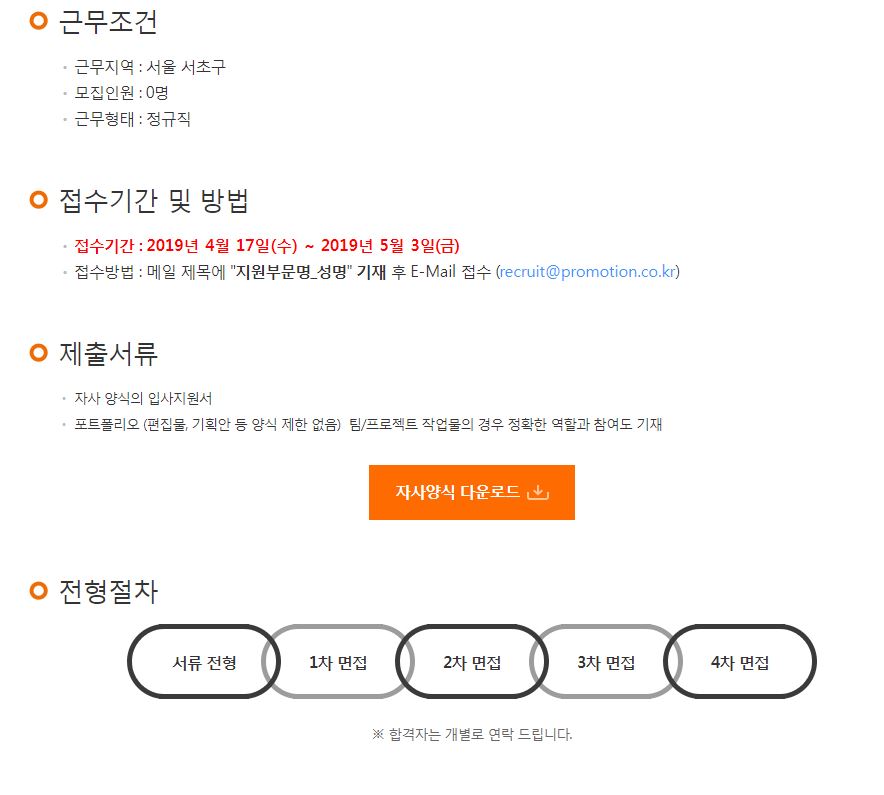 근무조건
근무지역 : 서울 서초구
모집인원 : 0명
근무형태 : 정규직
접수기간 및 방법
접수기간 : 2019년 4월 17일(수) ~ 2019년 5월 3일(금)
접수방법 : 메일 제목에 "지원부문명_성명" 기재 후 E-Mail 접수 (recruit@promotion.co.kr)
제출서류
자사 양식의 입사지원서
포트폴리오 (편집물, 기획안 등 양식 제한 없음) 팀/프로젝트 작업물의 경우 정확한 역할과 참여도 기재
자사양식 다운로드
전형절차
서류 전형 1차 면접 2차 면접 3차 면접 4차 면접
※ 합격자는 개별로 연락 드립니다.